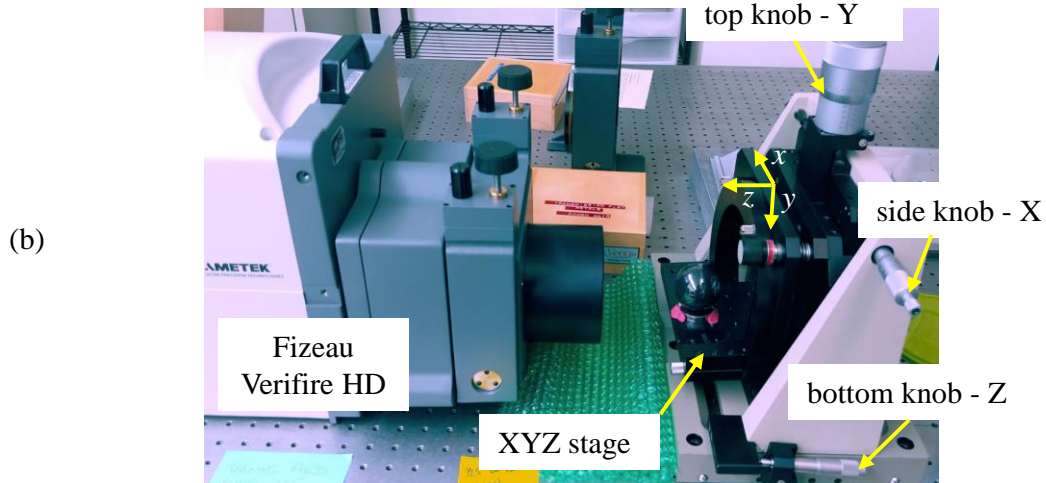 top knob - Y
x
z
y
side knob - X
(b)
AMETEK
Fizeau
Verifire HD
bottom knob - Z
XYZ stage